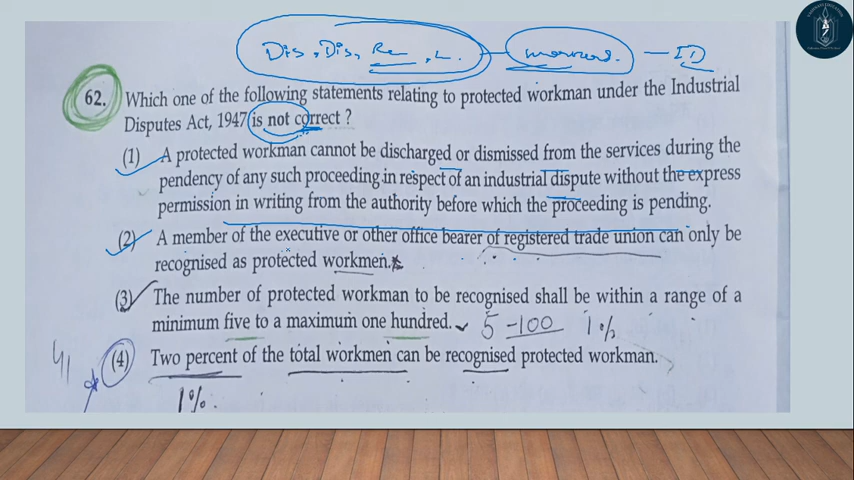 Dis, Dis, Re , L. — workmen. — ID
62. Which one of the following statements relating to protected workman under the Industrial
Disputes Act, 1947 is not correct ?
(1) A protected workman cannot be discharged or dismissed from the services during the
pendency of any such proceeding in respect of an industrial dispute without the express
permission in writing from the authority before which the proceeding is pending.
(2) A member of the executive or other office bearer of registered trade union can only be
recognised as protected workmen.
(3) The number of protected workman to be recognised shall be within a range of a
minimum five to a maximum one hundred. 5 -100 1%
(4) Two percent of the total workmen can be recognised protected workman.
1%.